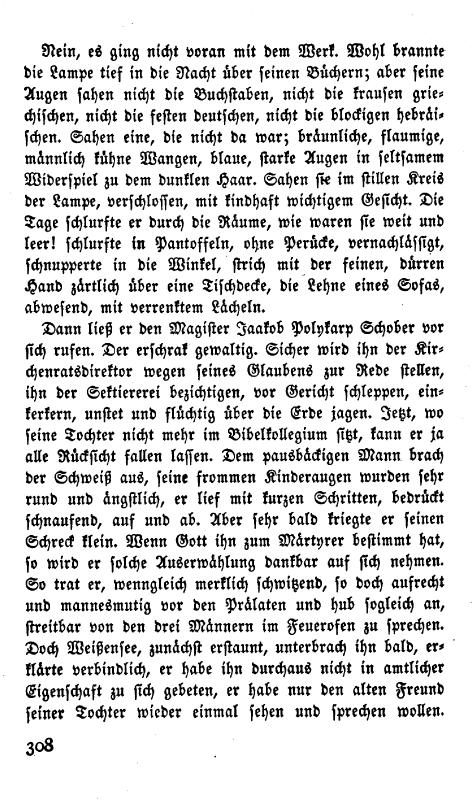 Nein, es ging nicht voran mit dem Werk. Wohl brannte
die Lampe tief in die Nacht über seinen Büchern; aber seine
Augen sahen nicht die Buchstaben, nicht die krausen grie-
chischen, nicht die festen deutschen, nicht die blockigen hebräi-
schen. Sahen eine, die nicht da war; bräunliche, flaumige,
männlich kühne Wangen, blaue, starke Augen in seltsamem
Widerspiel zu dem dunklen Haar. Sahen sie im stillen Kreis
der Lampe, verschlossen, mit kindhaft wichtigem Gesicht. Die
Tage schlurfte er durch die Räume, wie waren sie weit und
leer! schlurfte in Pantoffeln, ohne Perücke, vernachlässigt,
schnupperte in die Winkel, strich mit der feinen, dürren
Hand zärtlich über eine Tischdecke, die Lehne eines Sofas,
abwesend, mit verrenktem Lächeln.
Dann ließ er den Magister Jaakob Polykarp Schober vor
sich rufen. Der erschrak gewaltig. Sicher wird ihn der Kir-
chenratsdirektor wegen seines Glaubens zur Rede stellen,
ihn der Sektiererei bezichtigen, vor Gericht schleppen, ein-
kerkern, unstet und flüchtig über die Erde jagen. Jetzt, wo
seine Tochter nicht mehr im Bibelkollegium sitzt, kann er ja
alle Rücksicht fallen lassen. Dem pausbäckigen Mann brach
der Schweiß aus, seine frommen Kinderaugen wurden sehr
rund und ängstlich, er lief mit kurzen Schritten, bedrückt
schnaufend, auf und ab. Aber sehr bald kriegte er seinen
Schreck klein. Wenn Gott ihn zum Märtyrer bestimmt hat,
so wird er solche Auserwählung dankbar auf sich nehmen.
So trat er, wenngleich merklich schwitzend, so doch aufrecht
und mannesmutig vor den Prälaten und hub sogleich an,
streitbar von den drei Männern im Feuerofen zu sprechen.
Doch Weißensee, zunächst erstaunt, unterbrach ihn bald, er-
klärte verbindlich, er habe ihn durchaus nicht in amtlicher
Eigenschaft zu sich gebeten, er habe nur den alten Freund
seiner Tochter wieder einmal sehen und sprechen wollen.
308